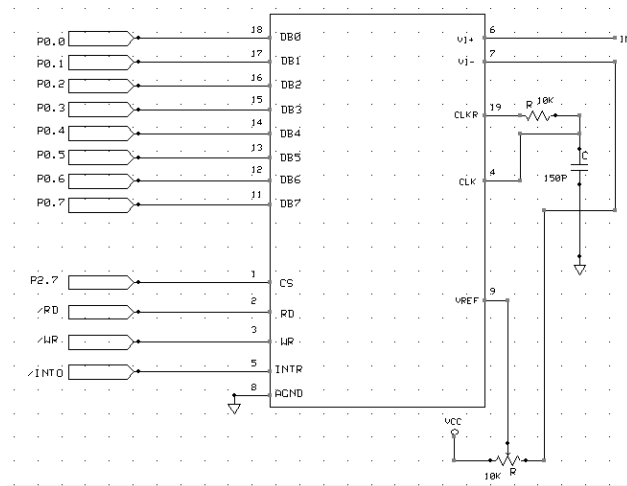 P0.0 18 DB0 Vi+ 6 IN
P0.1 17 DB1 Vi- 7
P0.2 16 DB2
P0.3 15 DB3 CLKR 19 R 10K
P0.4 14 DB4
P0.5 13 DB5 C
P0.6 12 DB6 CLK 4 150P
P0.7 11 DB7
P2.7 1 CS VREF 9
/RD 2 RD
/WR 3 WR
/INT0 5 INTR
8 AGND
VCC
10K R